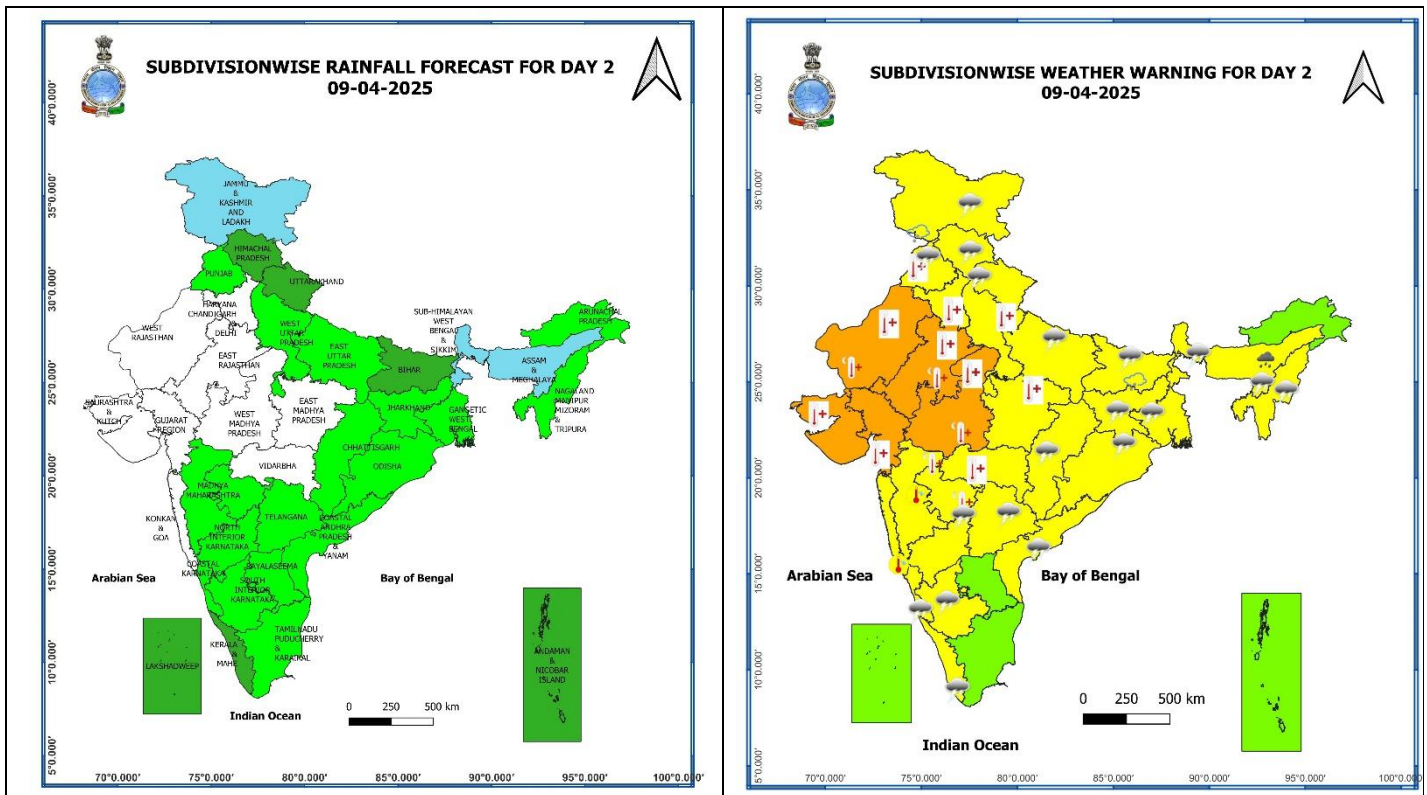 SUBDIVISIONWISE RAINFALL FORECAST FOR DAY 2
09-04-2025
40°0.000'
35°0.000'
30°0.000'
25°0.000'
20°0.000'
15°0.000'
10°0.000'
5°0.000'
JAMMU
&
KASHMIR
AND
LADAKH
HIMACHAL
PRADESH
PUNJAB
UTTARAKHAND
HARYANA
CHANDIGARH
&
DELHI
WEST
RAJASTHAN
WEST
UTTAR
PRADESH
SUB-HIMALAYAN
WEST
BENGAL
&
SIKKIM
ARUNACHAL
PRADESH
EAST
RAJASTHAN
EAST
UTTAR
PRADESH
BIHAR
ASSAM
&
MEGHALAYA
SAURASHTRA
&
KUTCH
GUJARAT
REGION
WEST
MADHYA
PRADESH
EAST
MADHYA
PRADESH
JHARKHAND
GANGETIC
WEST
BENGAL
NAGALAND
MANIPUR
MIZORAM
&
TRIPURA
CHHATISGARH
ODISHA
VIDARBHA
MADHYA
MAHARASHTRA
KONKAN
&
GOA
TELANGANA
NORTH
INTERIOR
KARNATAKA
COASTAL
ANDHRA
PRADESH
&
YANAM
COASTAL
KARNATAKA
RAYALASEEMA
SOUTH
INTERIOR
KARNATAKA
Arabian Sea
Bay of Bengal
TAMILNADU
PUDUCHERRY
&
KARAIKAL
KERALA
&
MAHE
LAKSHADWEEP
ANDAMAN
&
NICOBAR
ISLAND
Indian Ocean
0 250 500 km
70°0.000' 75°0.000' 80°0.000' 85°0.000' 90°0.000' 95°0.000' 100°0.000'
SUBDIVISIONWISE WEATHER WARNING FOR DAY 2
09-04-2025
40°0.000'
35°0.000'
30°0.000'
25°0.000'
20°0.000'
15°0.000'
10°0.000'
5°0.000'
Arabian Sea
Bay of Bengal
Indian Ocean
0 250 500 km
70°0.000' 75°0.000' 80°0.000' 85°0.000' 90°0.000' 95°0.000' 100°0.000'